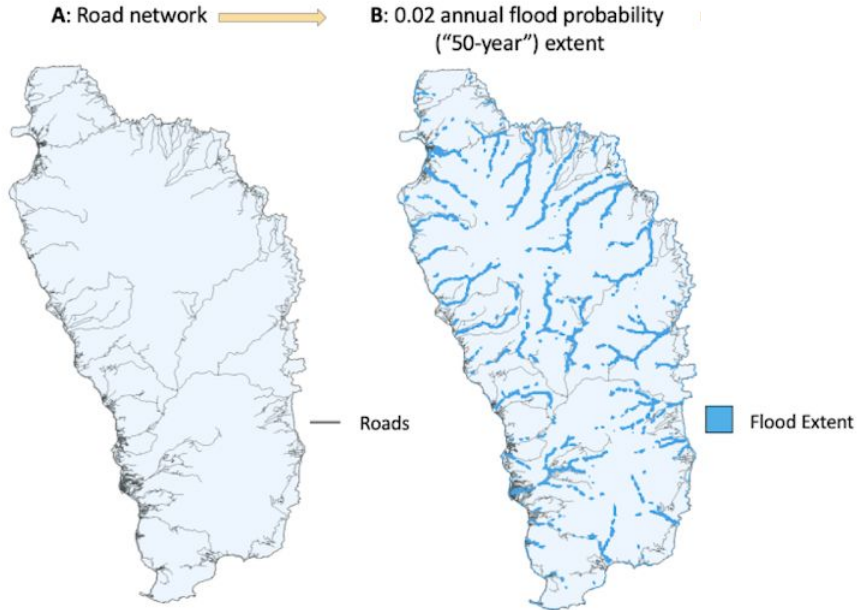 A: Road network
B: 0.02 annual flood probability
(“50-year”) extent
Roads
Flood Extent